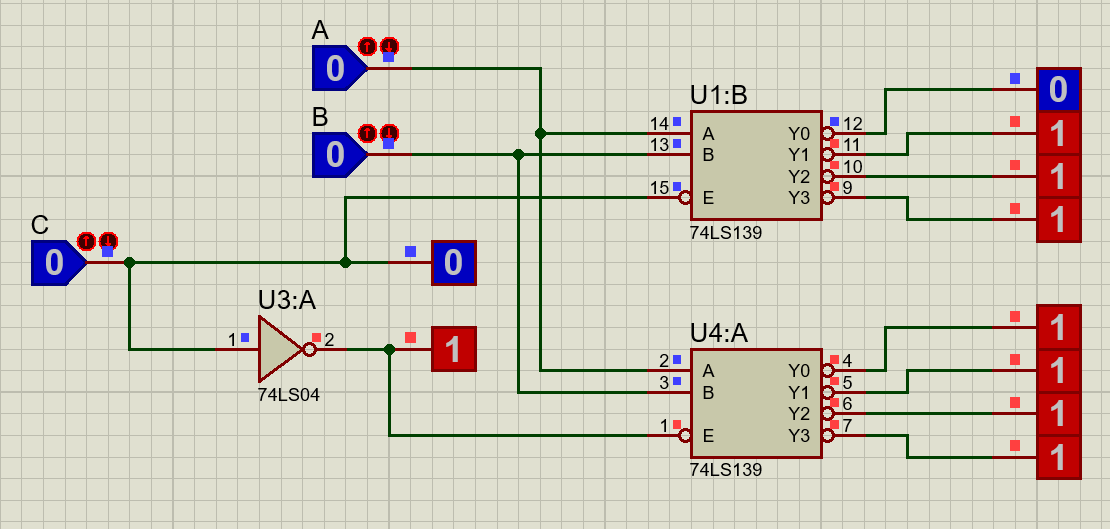 A
0
B
0
C
0
0
U3:A
1 2
1
74LS04
U1:B
14 A Y0 12
13 B Y1 11
Y2 10
15 E Y3 9
74LS139
0
1
1
1
U4:A
2 A Y0 4
3 B Y1 5
Y2 6
1 E Y3 7
74LS139
1
1
1
1